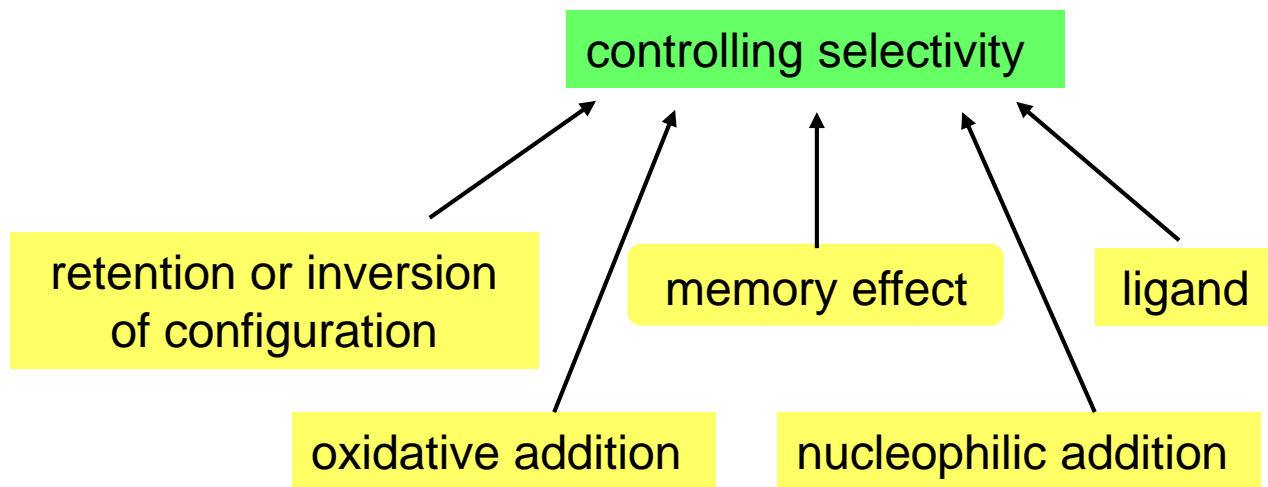 controlling selectivity
retention or inversion
of configuration
memory effect
ligand
oxidative addition
nucleophilic addition